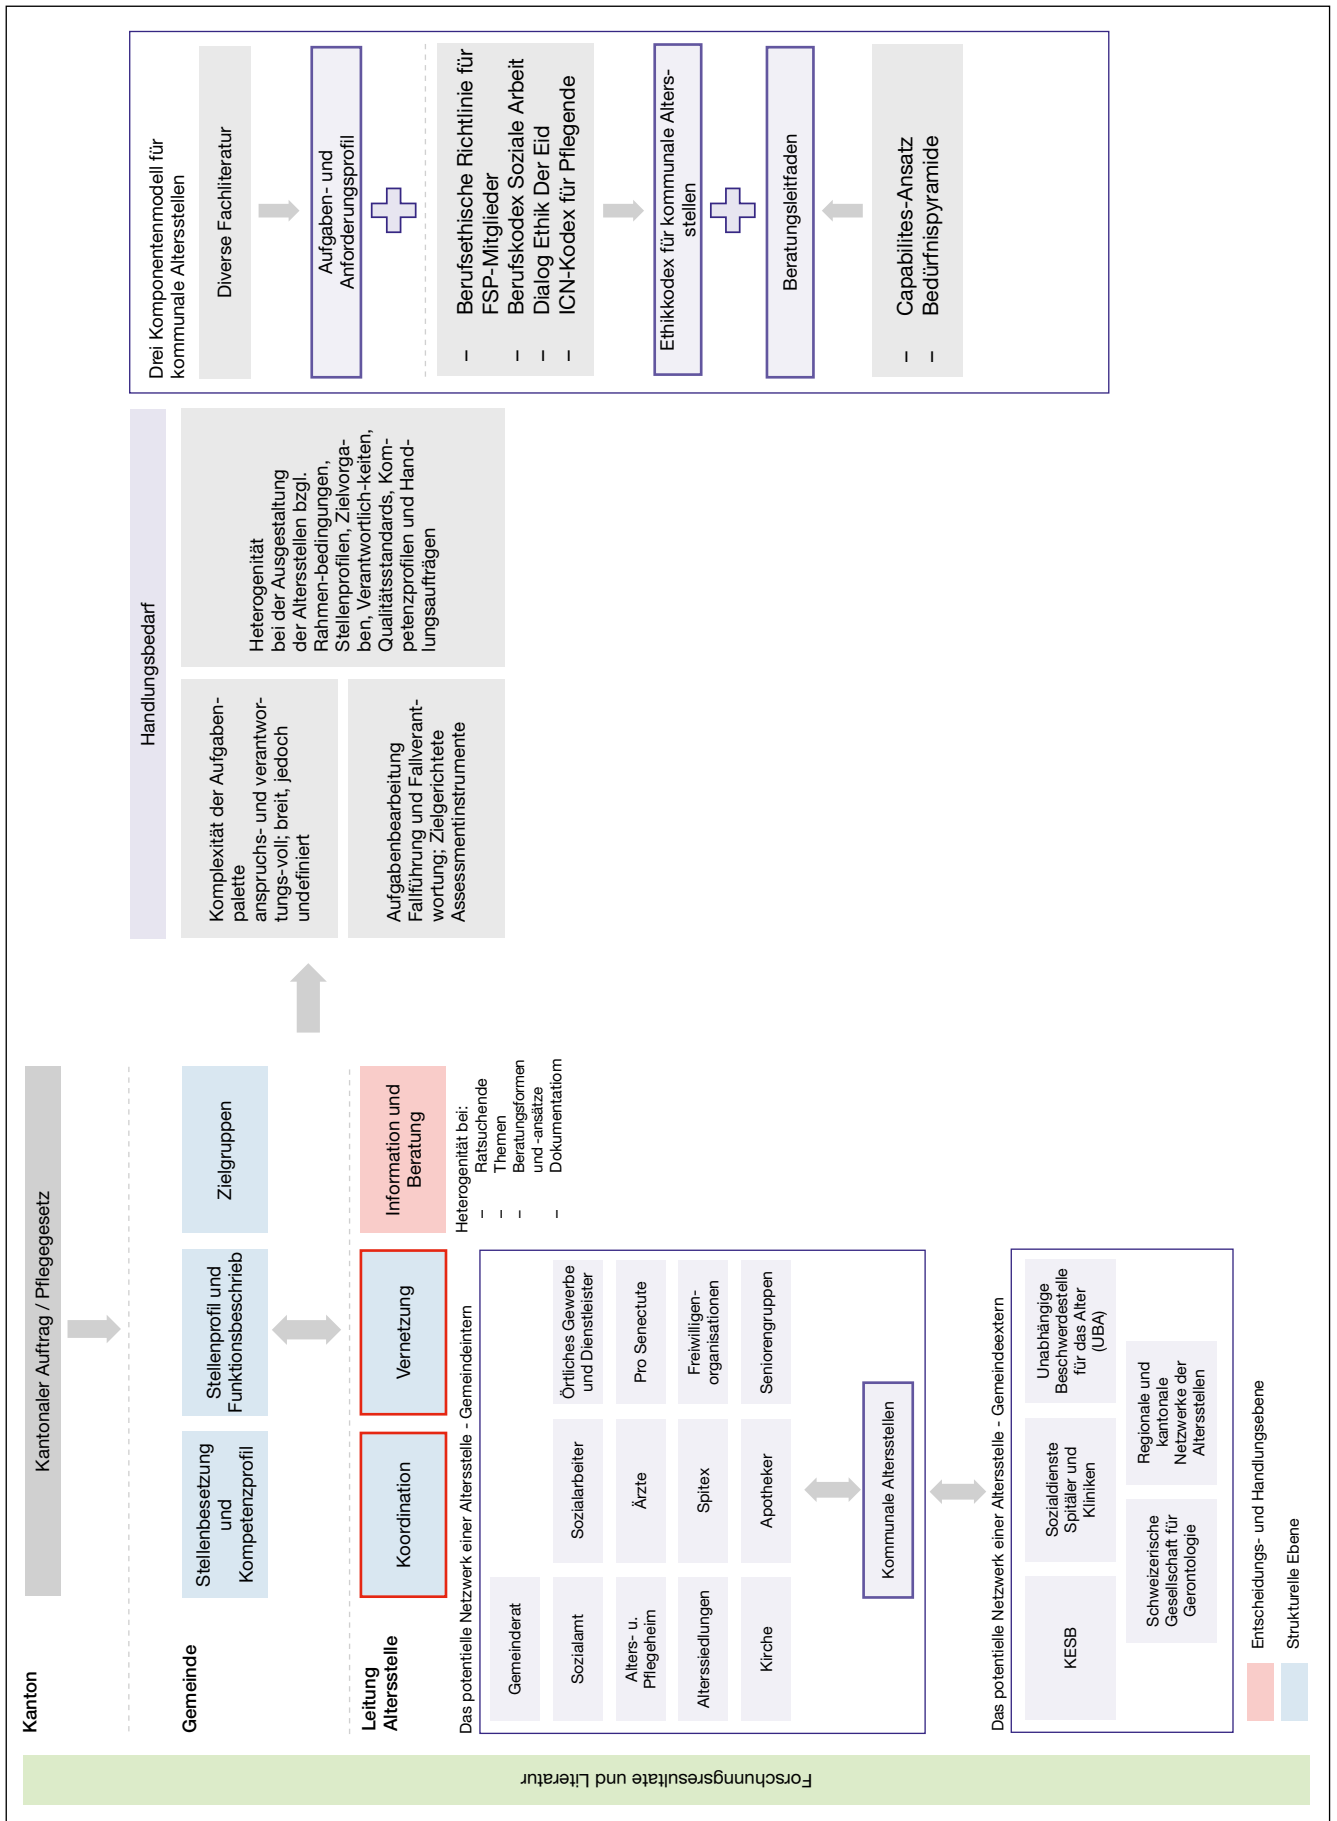 Forschunngsresultate und Literatur
Kanton
Kantonaler Auftrag / Pflegegesetz
Gemeinde
Stellenbesetzung
und
Kompetenzprofil
Stellenprofil und
Funktionsbeschrieb
Zielgruppen
Leitung
Altersstelle
Koordination
Vernetzung
Information und
Beratung
Heterogenität bei:
– Ratsuchende
– Themen
– Beratungsformen
und -ansätze
– Dokumentatiom
Das potentielle Netzwerk einer Altersstelle - Gemeindeintern
Gemeinderat
Sozialamt
Sozialarbeiter
Örtliches Gewerbe
und Dienstleister
Alters- u.
Pflegeheim
Ärzte
Pro Senectute
Alterssiedlungen
Spitex
Freiwilligen-
organisationen
Kirche
Apotheker
Seniorengruppen
Kommunale Altersstellen
Das potentielle Netzwerk einer Altersstelle - Gemeindeextern
KESB
Sozialdienste
Spitäler und
Kliniken
Unabhängige
Beschwerdestelle
für das Alter
(UBA)
Schweizerische
Gesellschaft für
Gerontologie
Regionale und
kantonale
Netzwerke der
Altersstellen
Entscheidungs- und Handlungsebene
Strukturelle Ebene
Handlungsbedarf
Komplexität der Aufgaben-
palette
anspruchs- und verantwor-
tungs-voll; breit, jedoch
undefiniert
Aufgabenbearbeitung
Fallführung und Fallverant-
wortung; Zielgerichtete
Assessmentinstrumente
Heterogenität
bei der Ausgestaltung
der Altersstellen bzgl.
Rahmen-bedingungen,
Stellenprofilen, Zielvorga-
ben, Verantwortlich-keiten,
Qualitätsstandards, Kom-
petenzprofilen und Hand-
lungsaufträgen
Drei Komponentenmodell für
kommunale Altersstellen
Diverse Fachliteratur
Aufgaben- und
Anforderungsprofil
– Berufsethische Richtlinie für
FSP-Mitglieder
– Berufskodex Soziale Arbeit
– Dialog Ethik Der Eid
– ICN-Kodex für Pflegende
Ethikkodex für kommunale Alters-
stellen
Beratungsleitfaden
– Capabilites-Ansatz
– Bedürfnispyramide